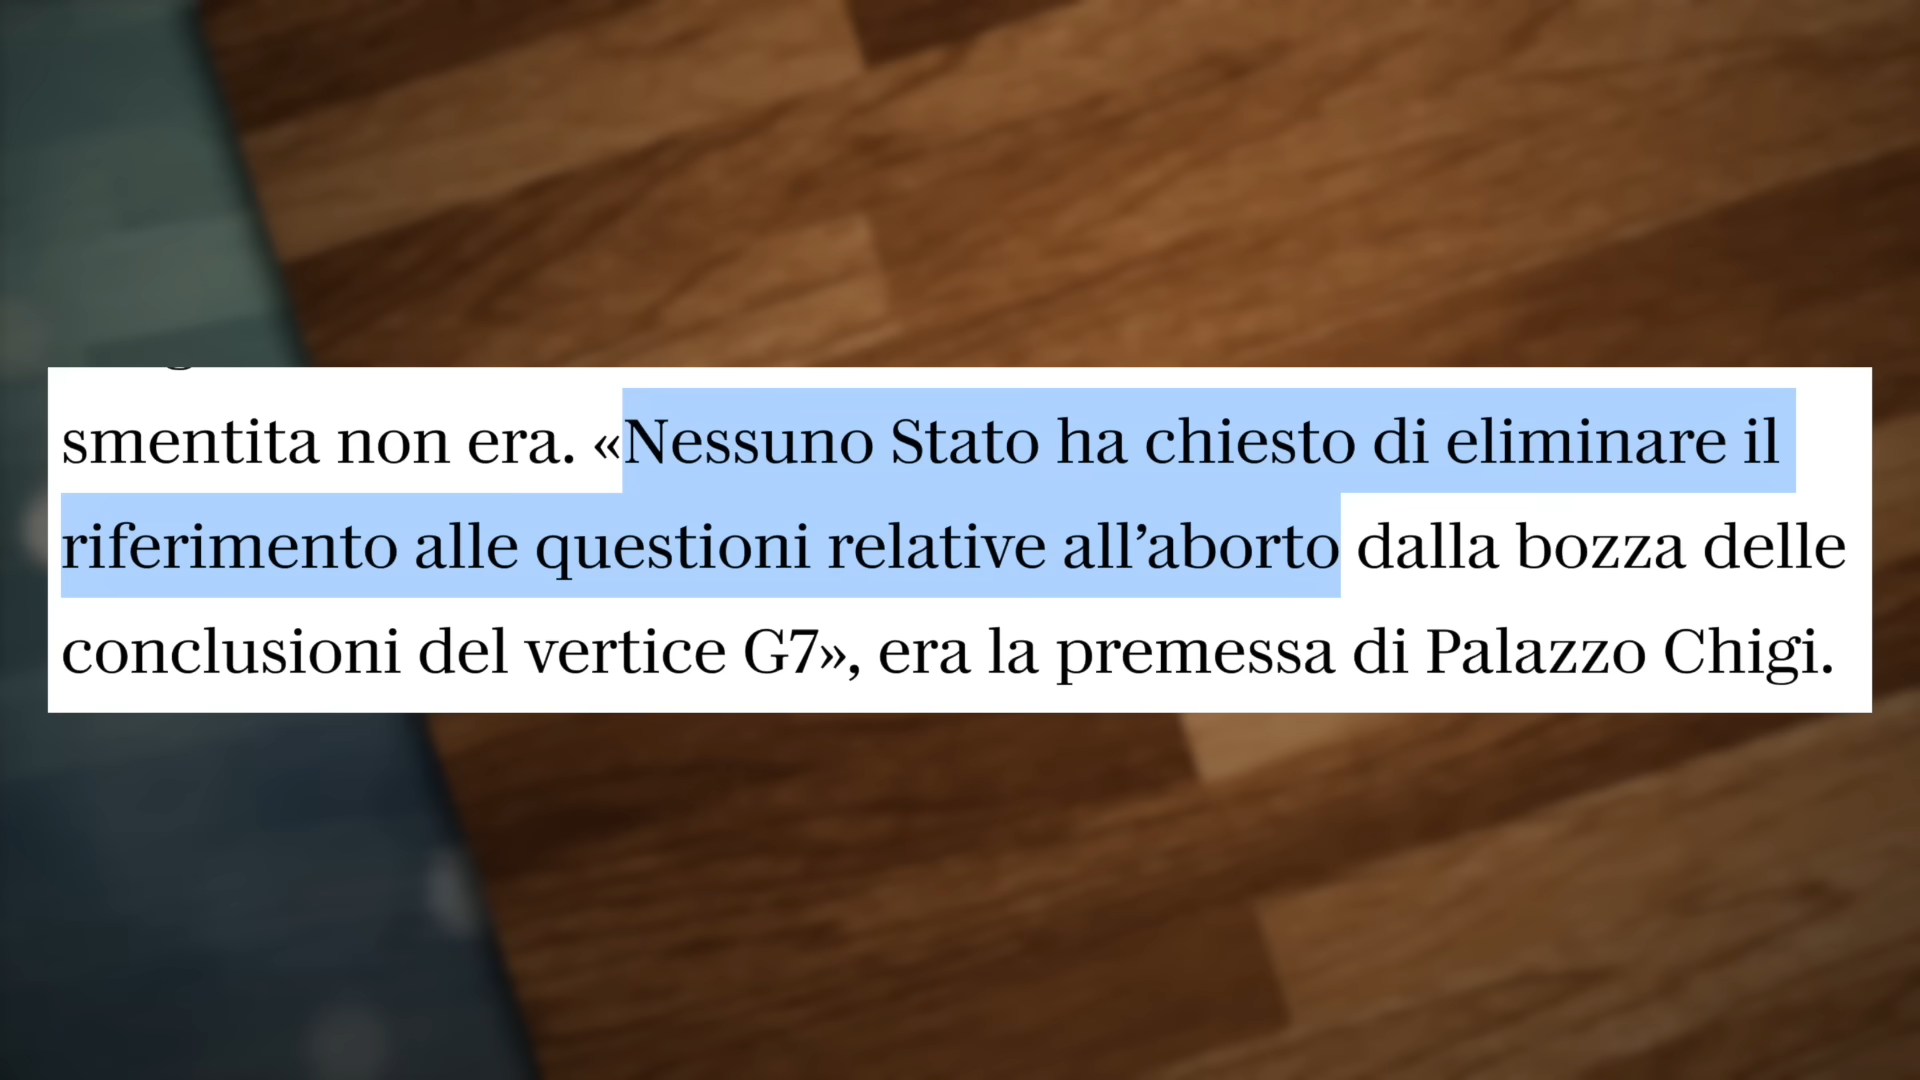 smentita non era. «Nessuno Stato ha chiesto di eliminare il
riferimento alle questioni relative all’aborto dalla bozza delle
conclusioni del vertice G7», era la premessa di Palazzo Chigi.